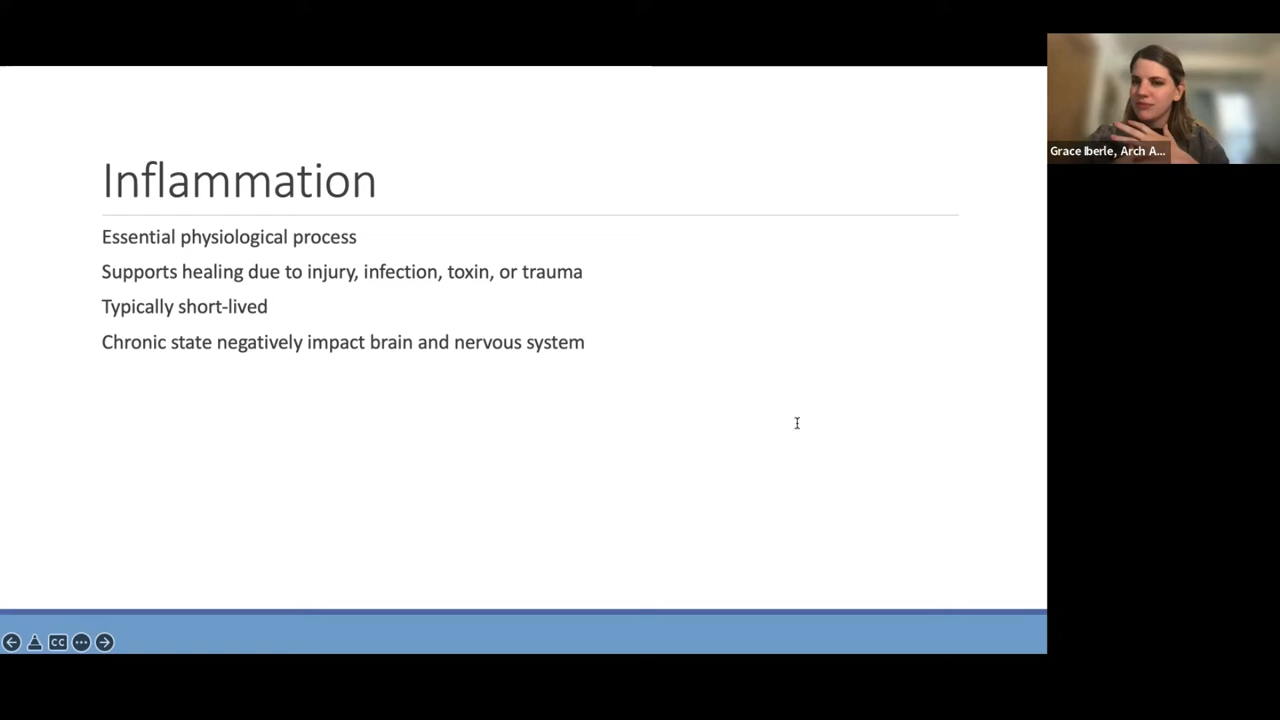 Inflammation
Essential physiological process
Supports healing due to injury, infection, toxin, or trauma
Typically short-lived
Chronic state negatively impact brain and nervous system
Grace Iberle, Arch A...
CC